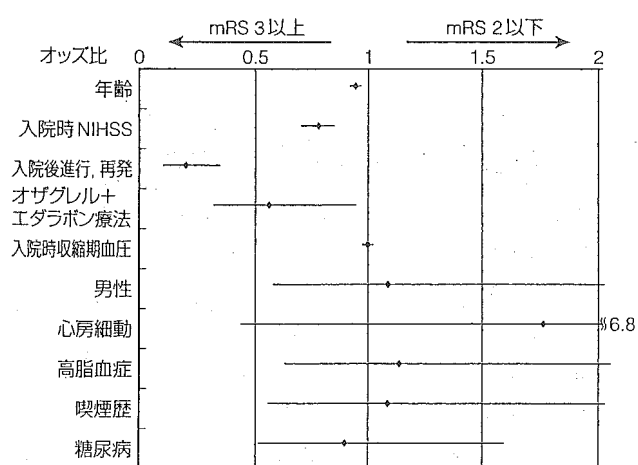 mRS 3以上 mRS 2以下
オッズ比 0 0.5 1 1.5 2
年齢
入院時NIHSS
入院後進行,再発
オザグレル+
エダラボン療法
入院時収縮期血圧
男性
心房細動 6.8
高脂血症
喫煙歴
糖尿病